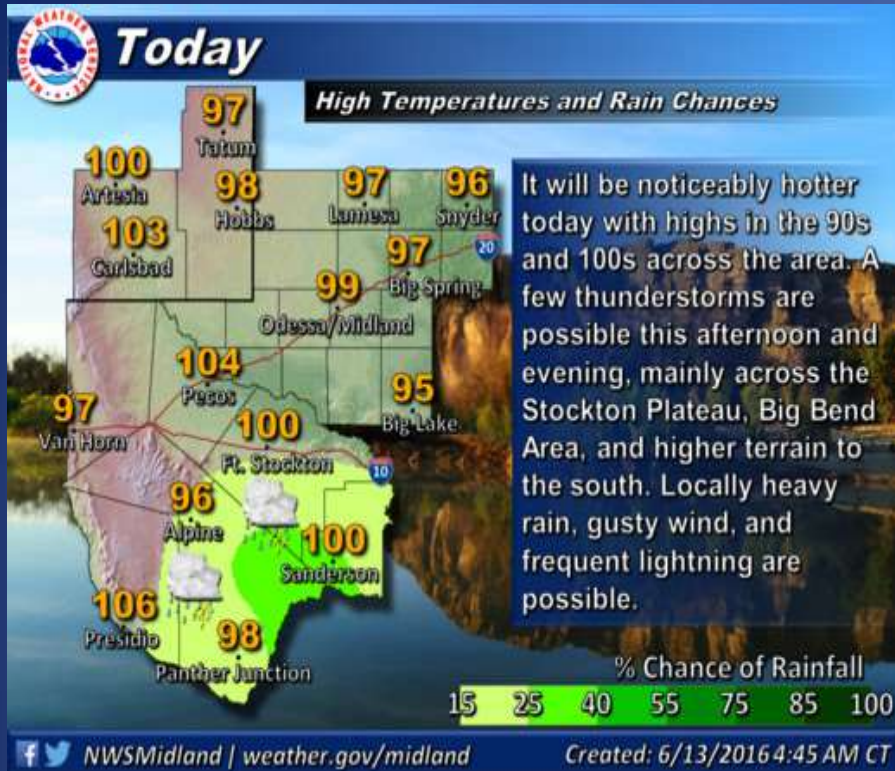 NATIONAL WEATHER SERVICE
Today
High Temperatures and Rain Chances
97
Tatum
100
Artesia
98
Hobbs
97
Lamesa
96
Snyder
103
Carlsbad
97
Big Spring
20
99
Odessa/Midland
104
Pecos
95
Big Lake
97
Van Horn
100
Ft. Stockton
10
96
Alpine
100
Sanderson
106
Presidio
98
Panther Junction
It will be noticeably hotter
today with highs in the 90s
and 100s across the area. A
few thunderstorms are
possible this afternoon and
evening, mainly across the
Stockton Plateau, Big Bend
Area, and higher terrain to
the south. Locally heavy
rain, gusty wind, and
frequent lightning are
possible.
% Chance of Rainfall
15 25 40 55 75 85 100
f NWSMidland | weather.gov/midland
Created: 6/13/2016 4:45 AM CT